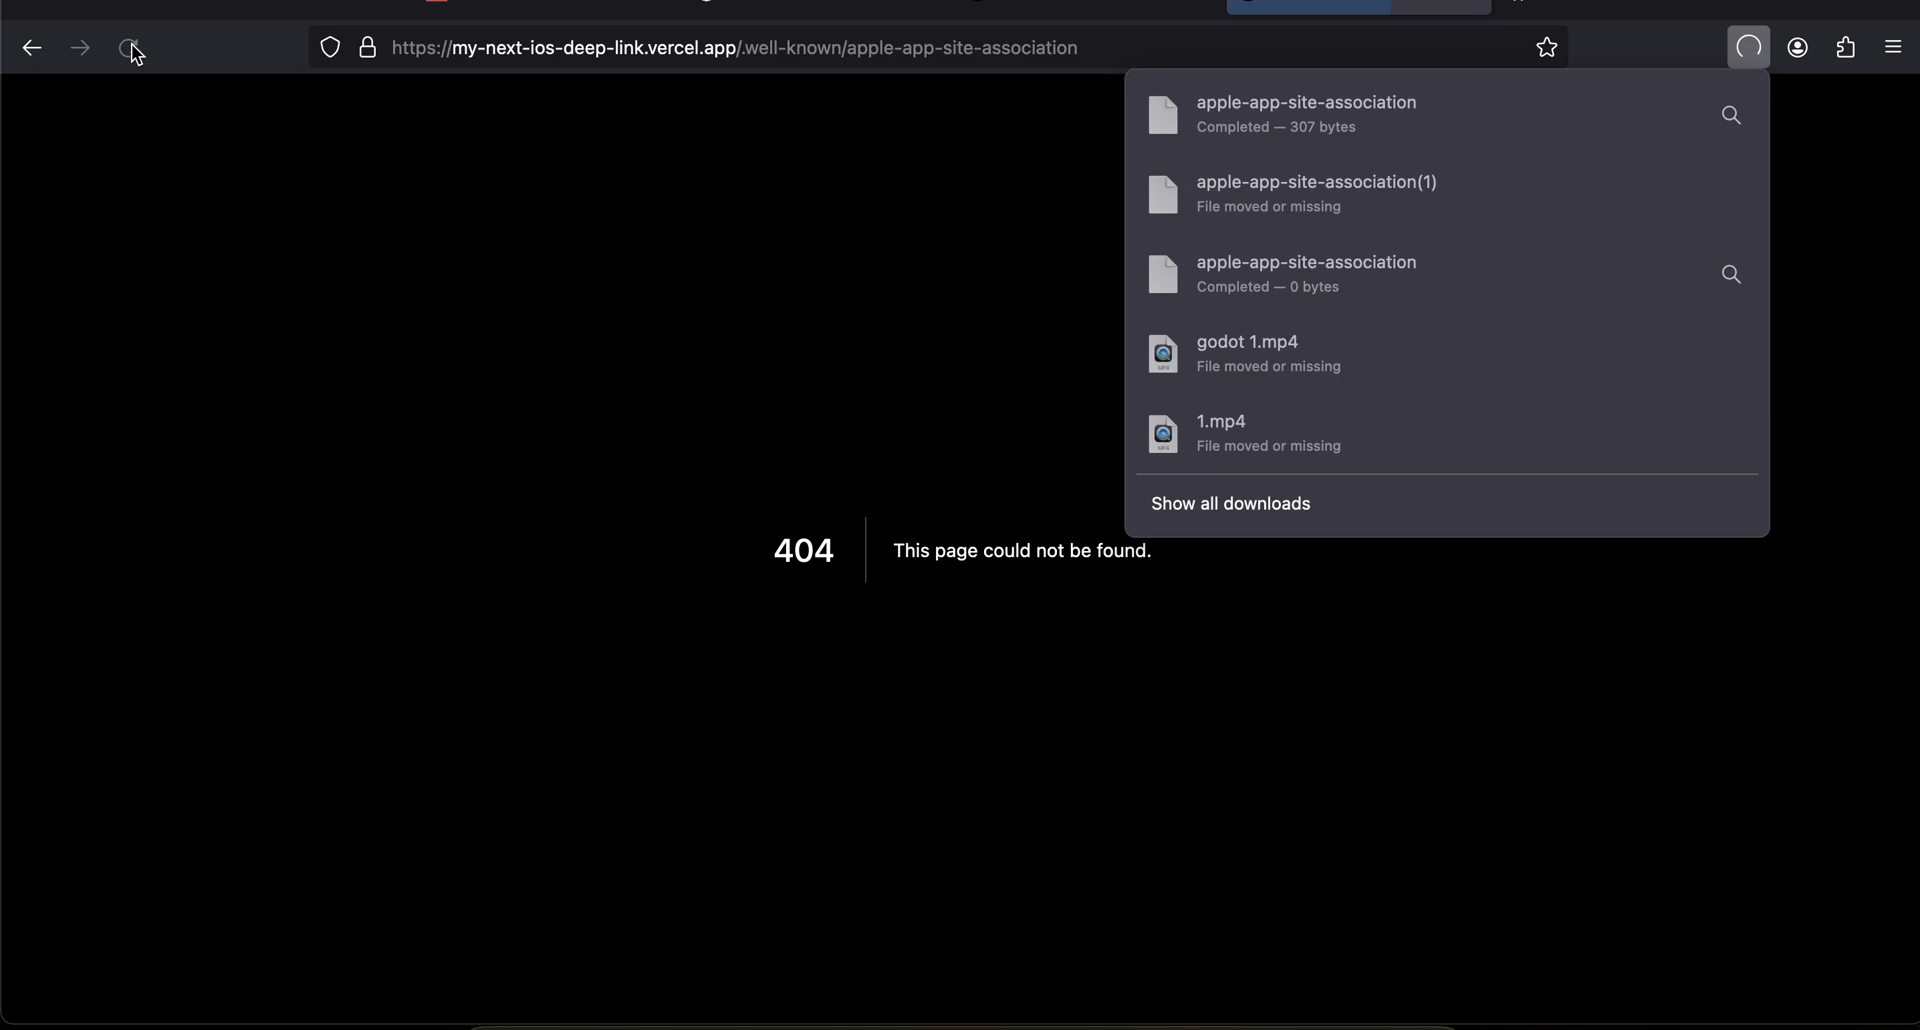 https://my-next-ios-deep-link.vercel.app/.well-known/apple-app-site-association
apple-app-site-association
Completed — 307 bytes
apple-app-site-association(1)
File moved or missing
apple-app-site-association
Completed — 0 bytes
MP4
godot 1.mp4
File moved or missing
MP4
1.mp4
File moved or missing
Show all downloads
404
This page could not be found.